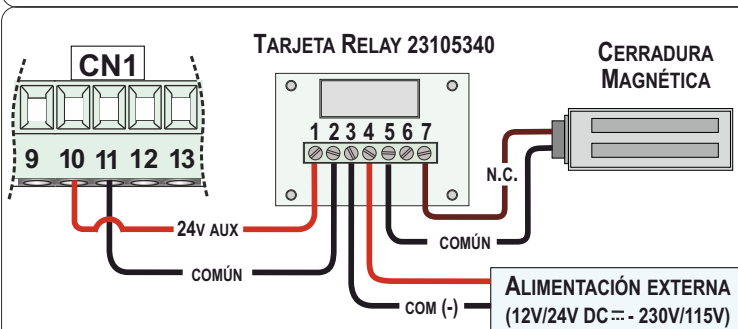 TARJETA RELAY 23105340
CERRADURA
MAGNÉTICA
CN1
9 10 11 12 13
1 2 3 4 5 6 7
N.C.
24V AUX
COMÚN
COMÚN
COM (-)
ALIMENTACIÓN EXTERNA
(12V/24V DC⎓ - 230V/115V)